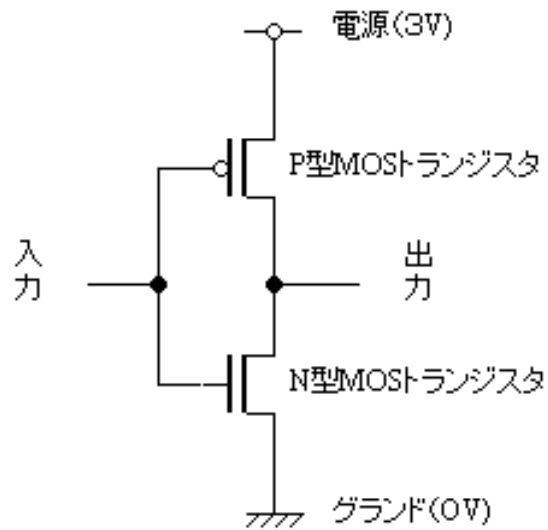 電源(3V)
P型MOSトランジスタ
入力
出力
N型MOSトランジスタ
グランド(0V)